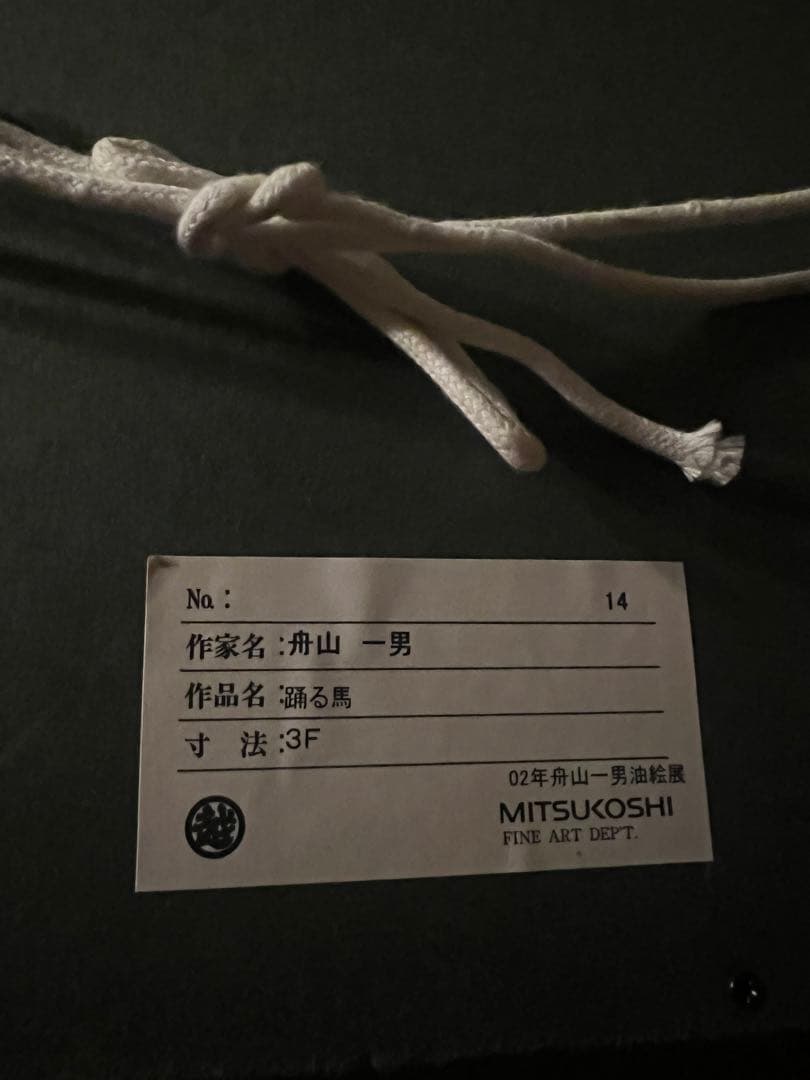 No.: 14
作家名:舟山 一男
作品名:踊る馬
寸 法:3F
02年舟山一男油絵展
越
MITSUKOSHI
FINE ART DEP'T.